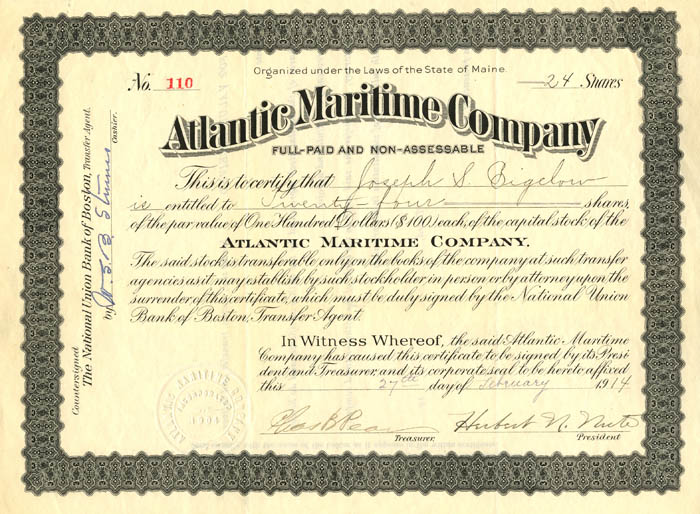 Organized under the Laws of the State of Maine.
No. 110
24 Shares
Atlantic Maritime Company
FULL-PAID AND NON-ASSESSABLE
This is to certify that Joseph S. Bigelow
is entitled to Twenty-four shares,
of the par value of One Hundred Dollars ($100) each, of the capital stock of the
ATLANTIC MARITIME COMPANY.
The said stock is transferable only on the books of the company at such transfer
agencies as it may establish by such stockholder in person or by attorney upon the
surrender of this certificate, which must be duly signed by the National Union
Bank of Boston, Transfer Agent.
In Witness Whereof, the said Atlantic Maritime
Company has caused this certificate to be signed by its Presi
dent and Treasurer, and its corporate seal to be hereto affixed
this 27th day of February 1914
Herbert N. Nute
Treasurer.
President
Countersigned
The National Union Bank of Boston, Transfer Agent.
by
Cashier.